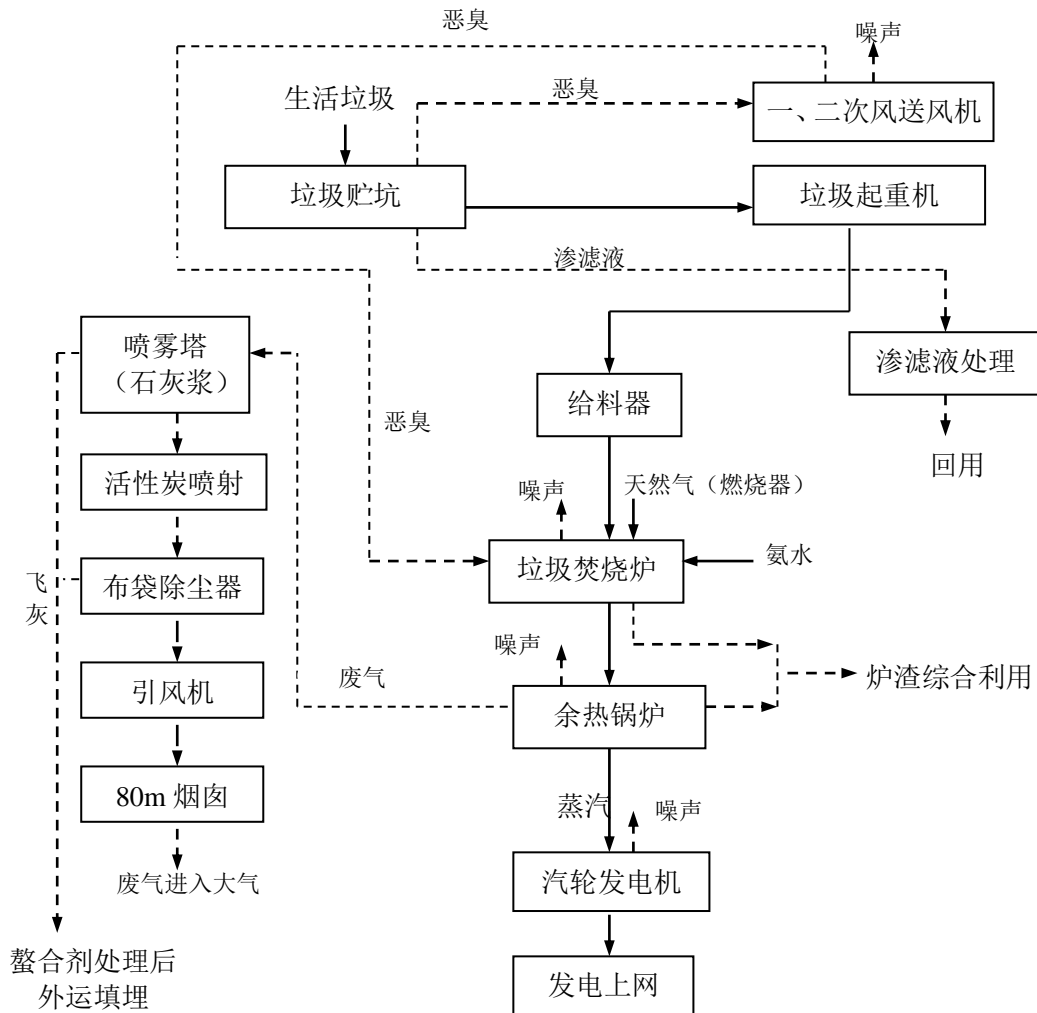 恶臭
噪声
生活垃圾
恶臭
一、二次风送风机
垃圾贮坑
垃圾起重机
渗滤液
喷雾塔
（石灰浆）
渗滤液处理
给料器
恶臭
回用
活性炭喷射
噪声
天然气（燃烧器）
垃圾焚烧炉
氨水
飞
灰
布袋除尘器
噪声
废气
炉渣综合利用
引风机
余热锅炉
80m 烟囱
蒸汽
噪声
废气进入大气
汽轮发电机
螯合剂处理后
外运填埋
发电上网